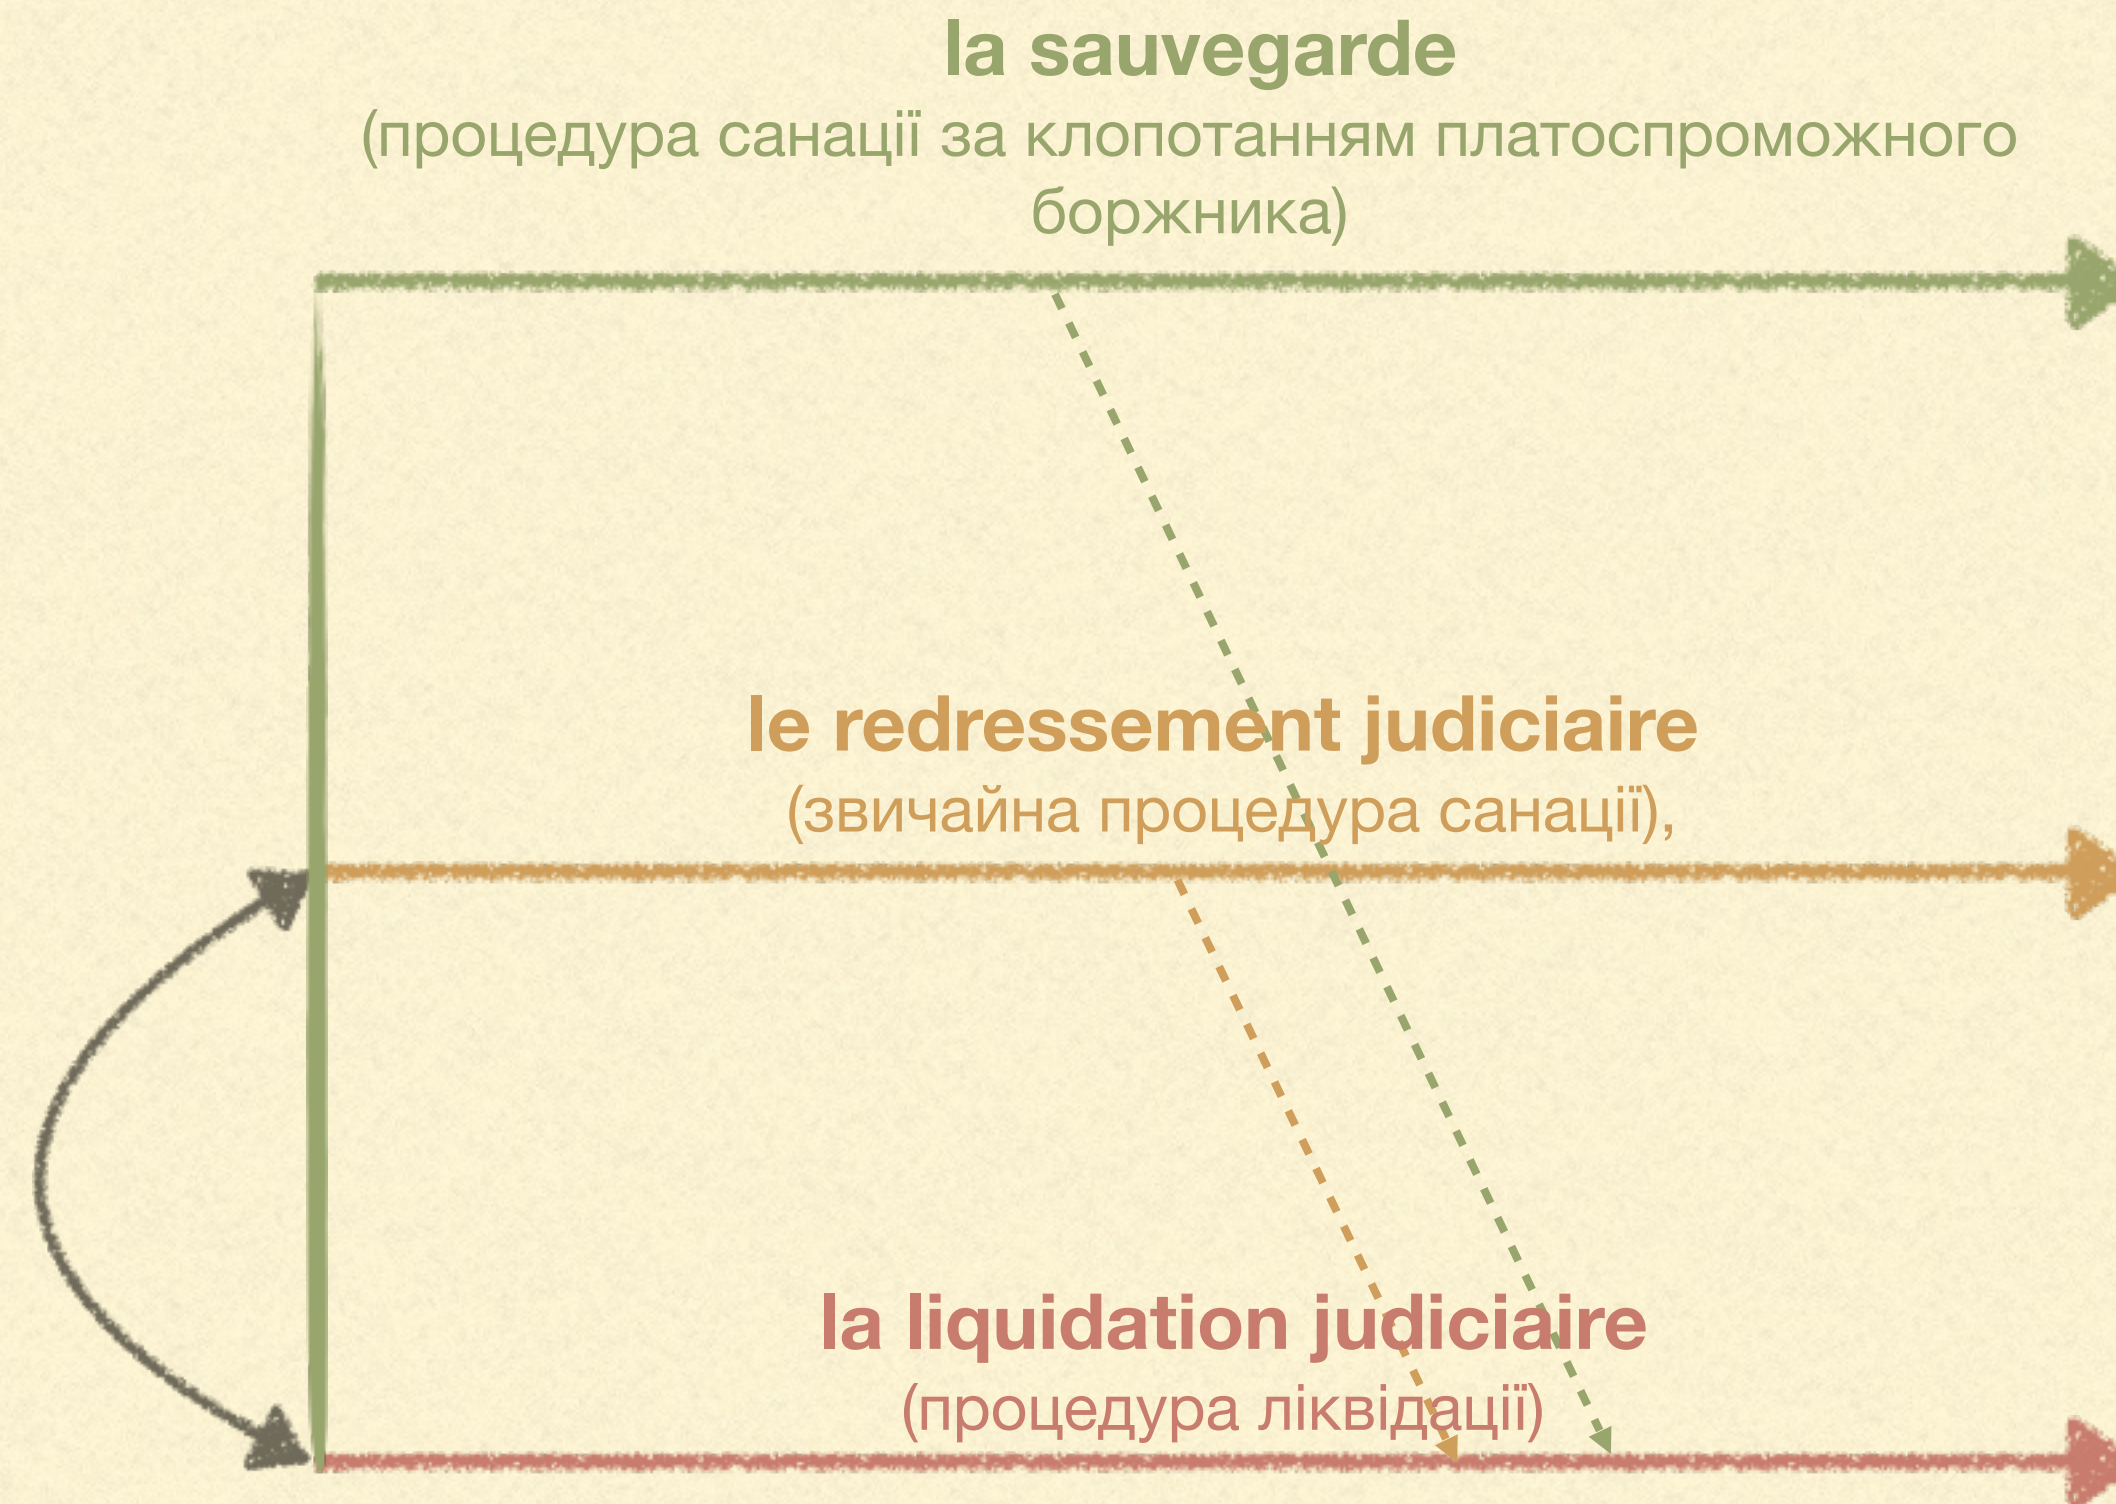 la sauvegarde
(процедура санації за клопотанням платоспроможного
боржника)
le redressement judiciaire
(звичайна процедура санації),
la liquidation judiciaire
(процедура ліквідації)